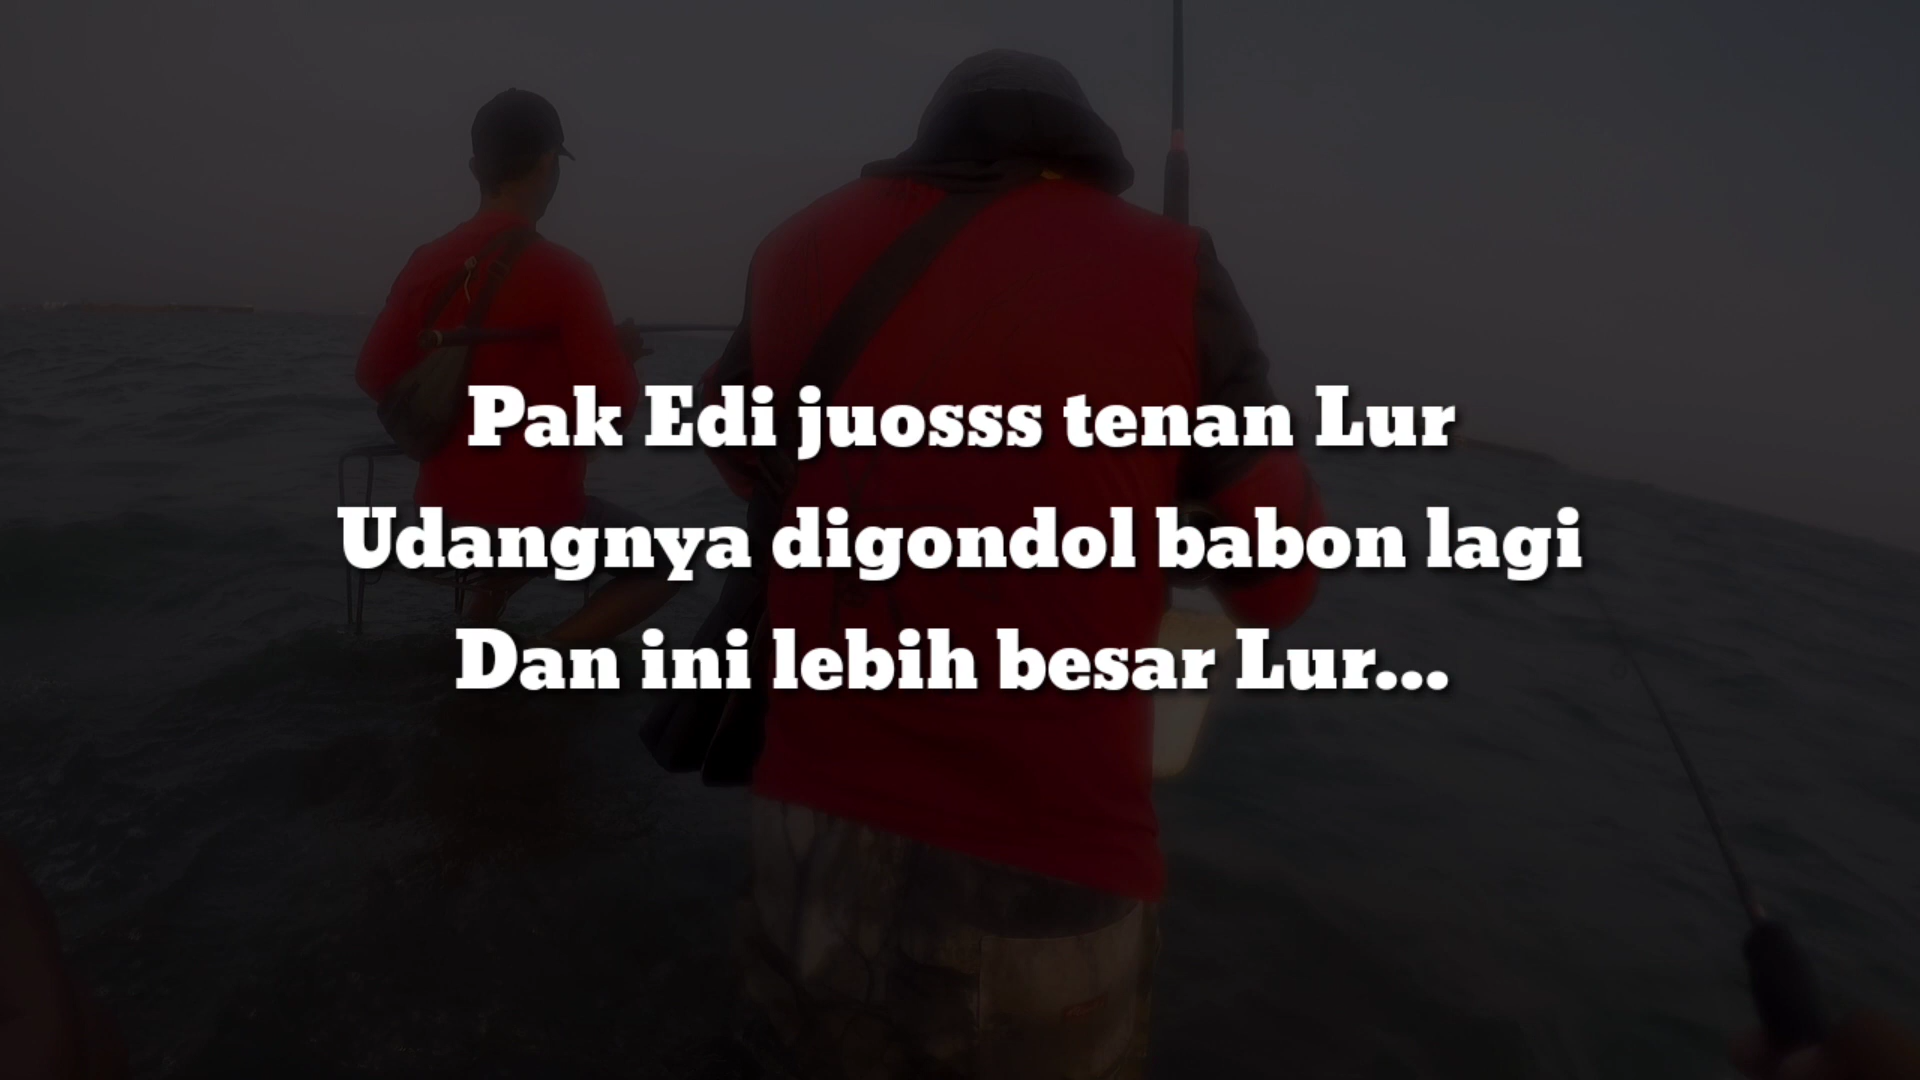 Pak Edi juosss tenan Lur
Udangnya digondol babon lagi
Dan ini lebih besar Lur...